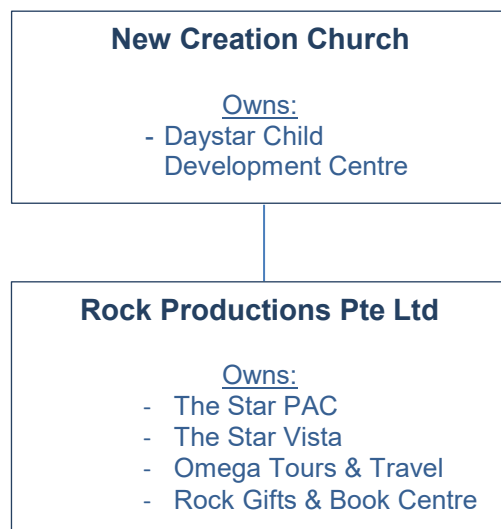 New Creation Church
Owns:
- Daystar Child
Development Centre
Rock Productions Pte Ltd
Owns:
- The Star PAC
- The Star Vista
- Omega Tours & Travel
- Rock Gifts & Book Centre